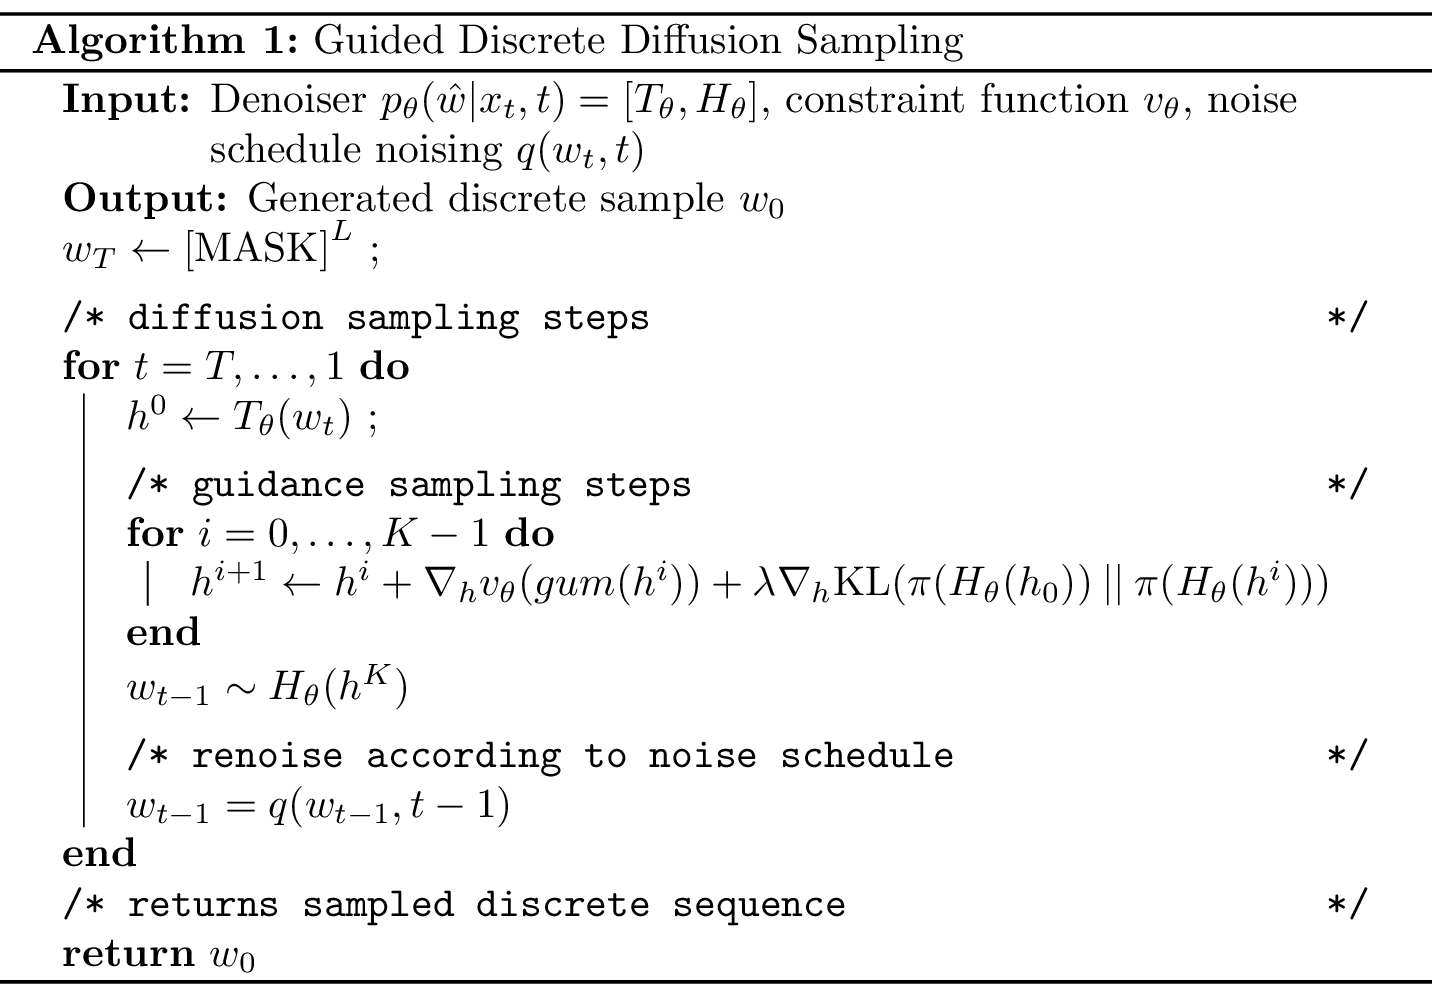 Algorithm 1: Guided Discrete Diffusion Sampling
Input: Denoiser $p_\theta(\hat{w}|x_t, t) = [T_\theta, H_\theta]$, constraint function $v_\theta$, noise
schedule noising $q(w_t, t)$
Output: Generated discrete sample $w_0$
$w_T \leftarrow [\text{MASK}]^L$ ;
/* diffusion sampling steps */
for $t = T, \ldots, 1$ do
$h^0 \leftarrow T_\theta(w_t)$ ;
/* guidance sampling steps */
for $i = 0, \ldots, K - 1$ do
$h^{i+1} \leftarrow h^i + \nabla_h v_\theta(gum(h^i)) + \lambda \nabla_h \text{KL}(\pi(H_\theta(h_0)) \,||\, \pi(H_\theta(h^i)))$
end
$w_{t-1} \sim H_\theta(h^K)$
/* renoise according to noise schedule */
$w_{t-1} = q(w_{t-1}, t - 1)$
end
/* returns sampled discrete sequence */
return $w_0$